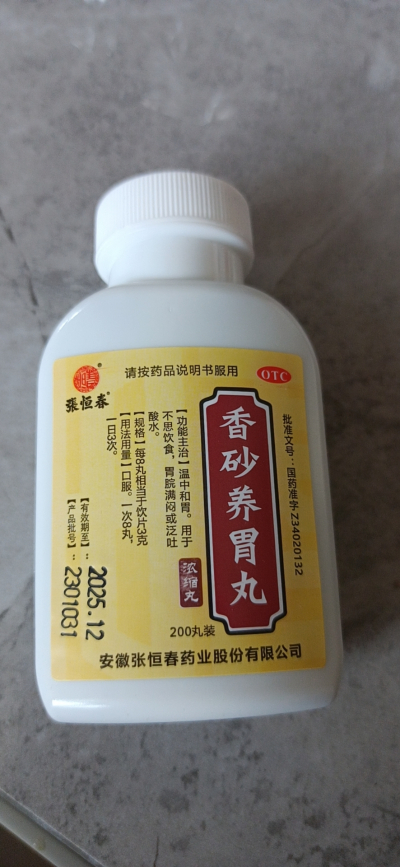 请按药品说明书服用
OTC
張恒春
批准文号：国药准字Z34020132
香砂养胃丸
浓缩丸
【功能主治】温中和胃。用于
不思饮食，胃脘满闷或泛吐
酸水。
【规格】每8丸相当于饮片3克
【用法用量】口服。一次8丸，
一日3次。
【有效期至】：2025.12
【产品批号】：2301031
200丸装
安徽张恒春药业股份有限公司